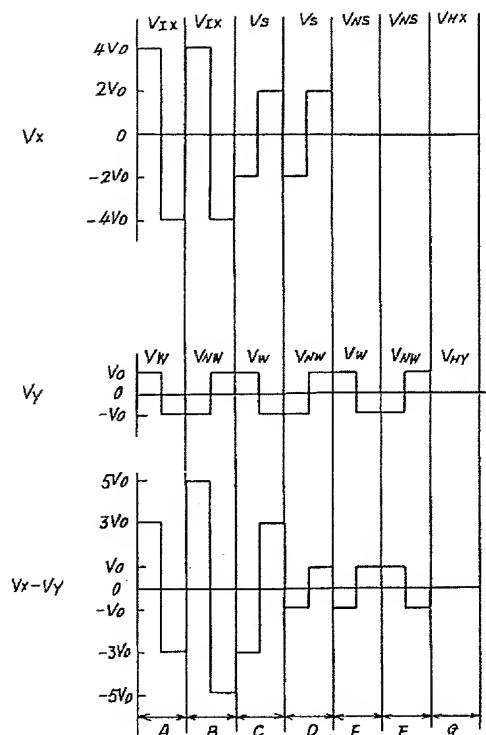 VIX VIX VS VS VNS VNS VHX
4V0
2V0
VX 0
-2V0
-4V0
VW VNW VW VNW VW VNW VHY
V0
VY 0
-V0
5V0
3V0
V0
VX-VY 0
-V0
-3V0
-5V0
A B C D E F G